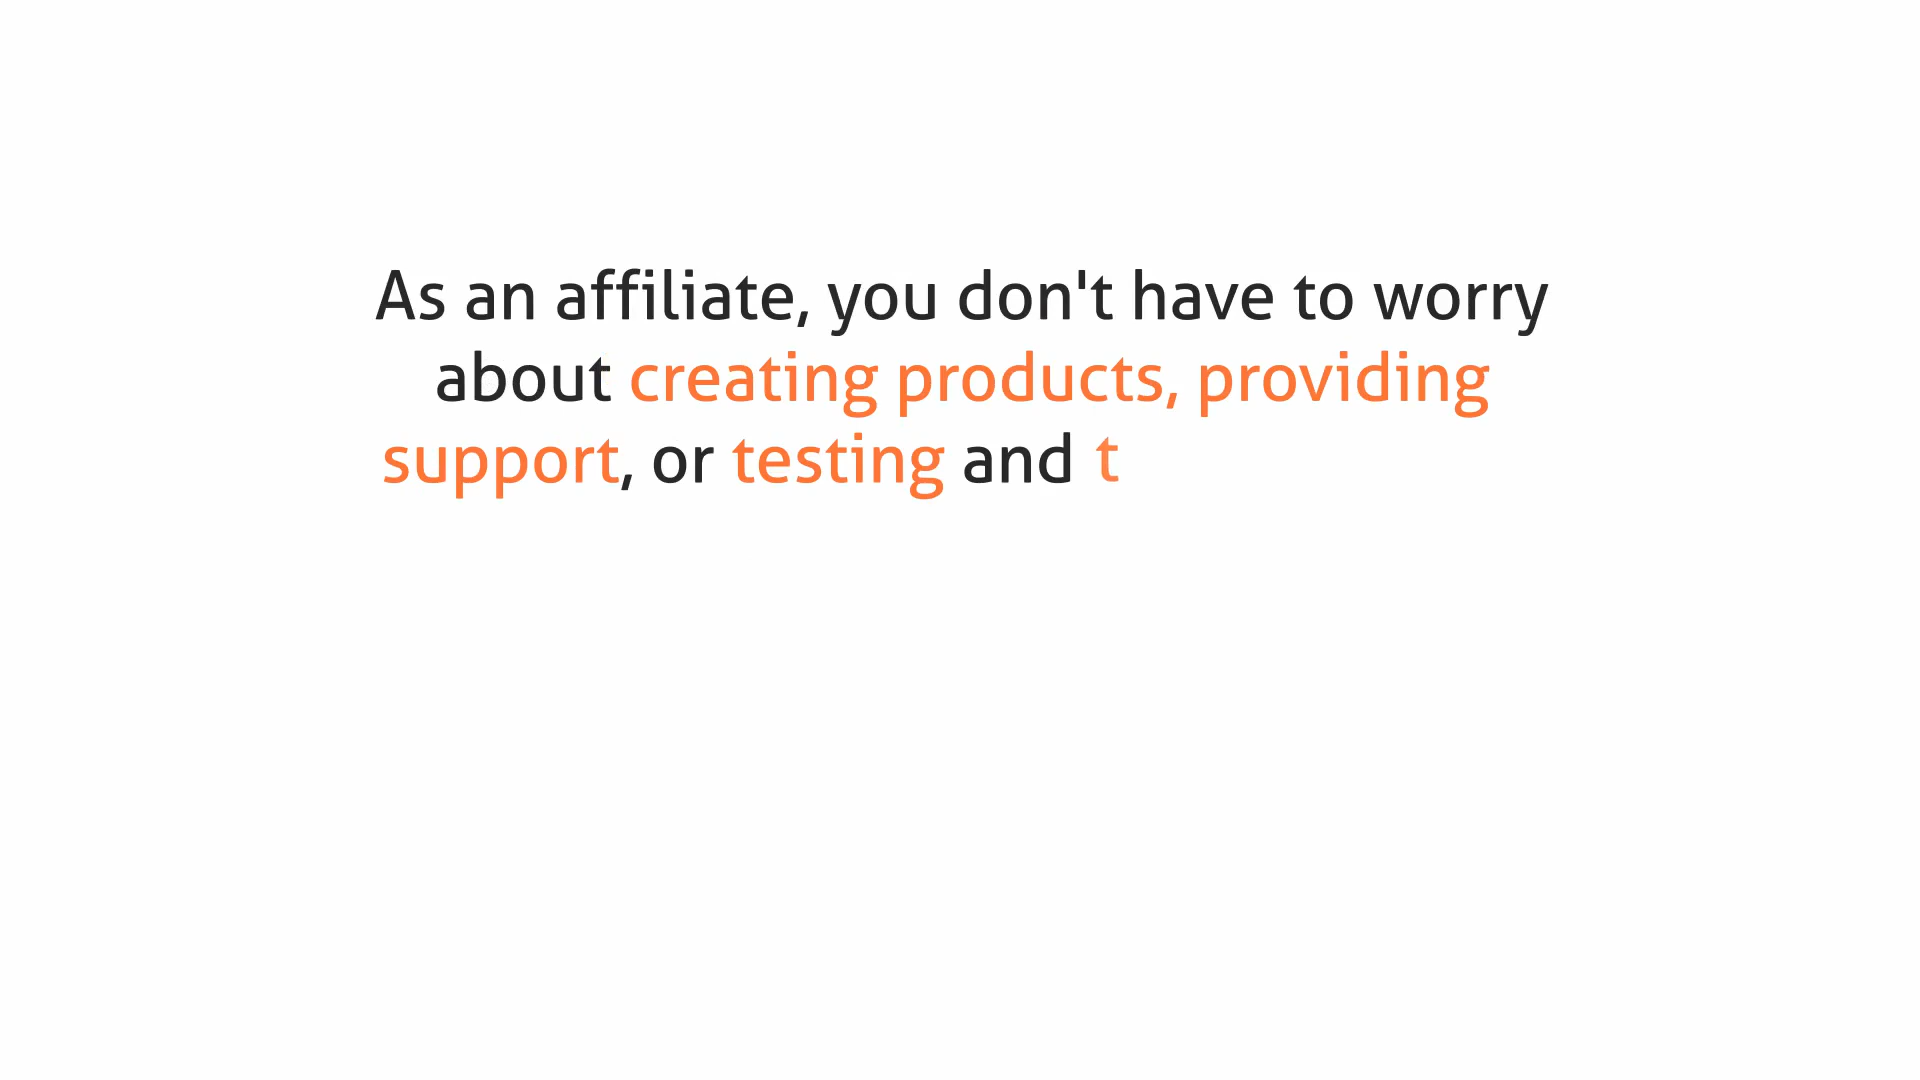 As an affiliate, you don't have to worry
about creating products, providing
support, or testing and t